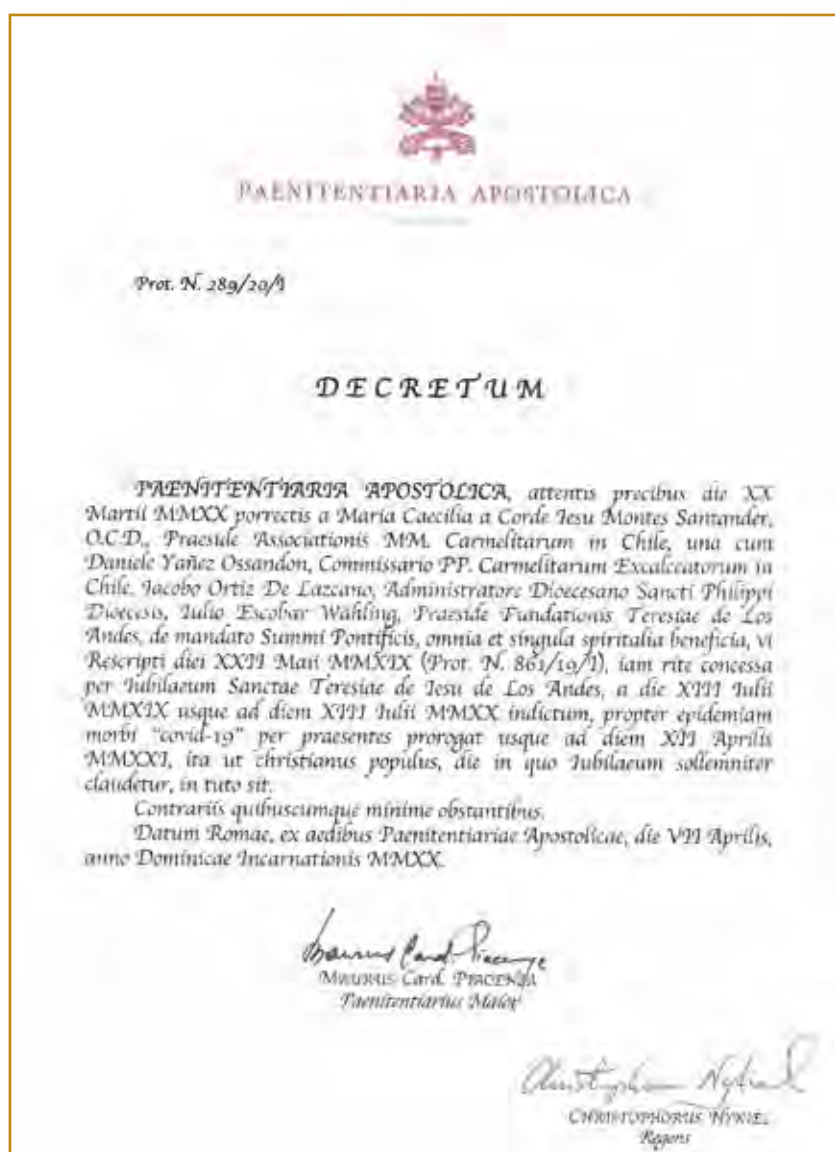 PAENITENTIARIA APOSTOLICA
Prot. N. 289/20/I
DECRETUM
PAENITENTIARIA APOSTOLICA, attentis precibus die XX
Martii MMXX porrectis a Maria Caecilia a Corde Iesu Montes Santander,
O.C.D., Praeside Associationis MM. Carmelitarum in Chile, una cum
Daniele Yañez Ossandon, Commissario PP. Carmelitarum Excalceatorum in
Chile, Iacobo Ortiz De Lazcano, Administratore Dioecesano Sancti Philippi
Dioecesis, Iulio Escobar Wahling, Praeside Fundationis Teresiae de Los
Andes, de mandato Summi Pontificis, omnia et singula spiritalia beneficia, vi
Rescripti diei XXII Maii MMXIX (Prot. N. 861/19/I), iam rite concessa
per Iubilaeum Sanctae Teresiae de Iesu de Los Andes, a die XIII Iulii
MMXIX usque ad diem XIII Iulii MMXX indictum, propter epidemiam
morbi "covid-19" per praesentes prorogat usque ad diem XII Aprilis
MMXXI, ita ut christianus populus, die in quo Iubilaeum sollemniter
claudetur, in tuto sit.
Contrariis quibuscumque minime obstantibus.
Datum Romae, ex aedibus Paenitentiariae Apostolicae, die VII Aprilis,
anno Dominicae Incarnationis MMXX.
Maurus Card. Piacenza
MAURUS Card. PIACENZA
Paenitentiarius Maior
Christophorus Nykiel
CHRISTOPHORUS NYKIEL
Regens